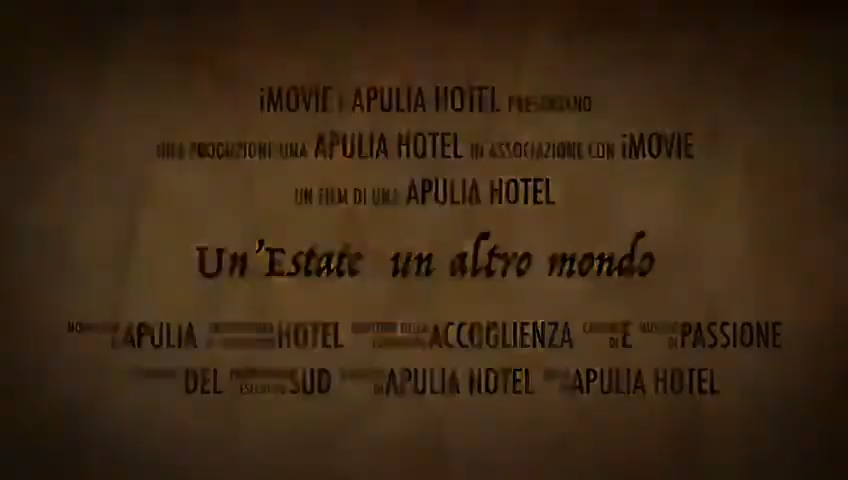 iMOVIE E APULIA HOTEL PRESENTANO
UNA PRODUZIONE UNA APULIA HOTEL IN ASSOCIAZIONE CON iMOVIE
UN FILM DI UNA APULIA HOTEL
Un'Estate un altro mondo
APULIA HOTEL ACCOGLIENZA E PASSIONE
DEL SUD APULIA HOTEL APULIA HOTEL